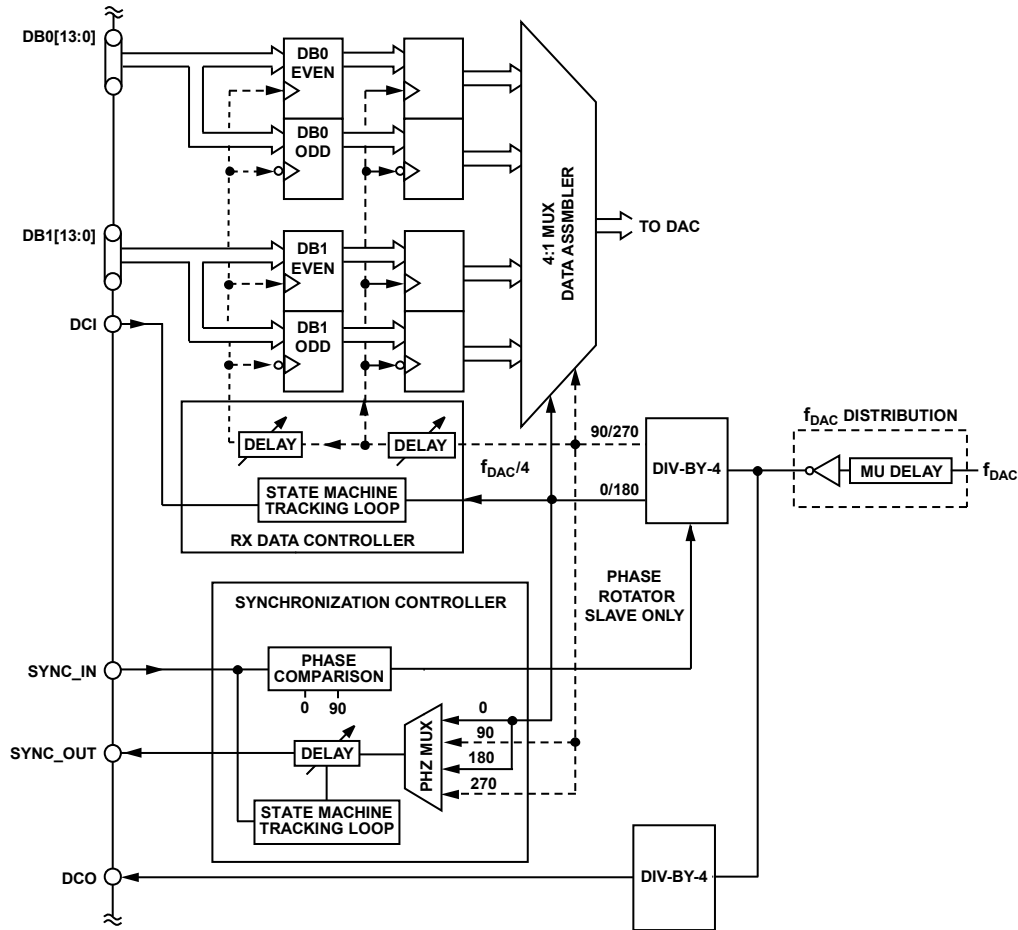 DB0[13:0]
DB0
EVEN
DB0
ODD
DB1[13:0]
DB1
EVEN
DB1
ODD
4:1 MUX
DATA ASSMBLER
TO DAC
DCI
DELAY
DELAY
fDAC/4
STATE MACHINE
TRACKING LOOP
RX DATA CONTROLLER
90/270
0/180
DIV-BY-4
fDAC DISTRIBUTION
MU DELAY
fDAC
PHASE
ROTATOR
SLAVE ONLY
SYNCHRONIZATION CONTROLLER
SYNC_IN
PHASE
COMPARISON
0 90
SYNC_OUT
DELAY
PHZ MUX
0
90
180
270
STATE MACHINE
TRACKING LOOP
DCO
DIV-BY-4